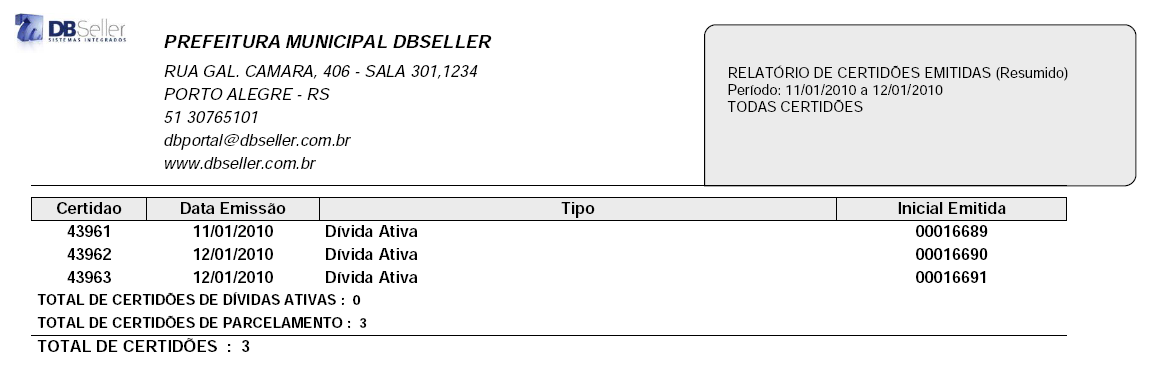 DBSeller
SISTEMAS INTEGRADOS
PREFEITURA MUNICIPAL DBSELLER
RUA GAL. CAMARA, 406 - SALA 301,1234
PORTO ALEGRE - RS
51 30765101
dbportal@dbseller.com.br
www.dbseller.com.br
RELATÓRIO DE CERTIDÕES EMITIDAS (Resumido)
Período: 11/01/2010 a 12/01/2010
TODAS CERTIDÕES
Certidao Data Emissão Tipo Inicial Emitida
43961 11/01/2010 Dívida Ativa 00016689
43962 12/01/2010 Dívida Ativa 00016690
43963 12/01/2010 Dívida Ativa 00016691
TOTAL DE CERTIDÕES DE DÍVIDAS ATIVAS : 0
TOTAL DE CERTIDÕES DE PARCELAMENTO : 3
TOTAL DE CERTIDÕES : 3